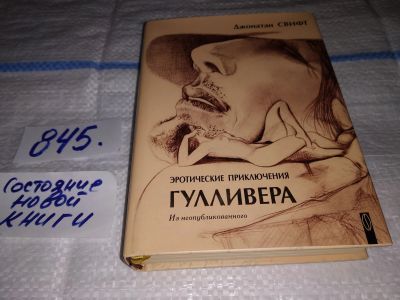 Джонатан СВИФТ
ЭРОТИЧЕСКИЕ ПРИКЛЮЧЕНИЯ
ГУЛЛИВЕРА
Из неопубликованного
845.
Состояние
новой
книги